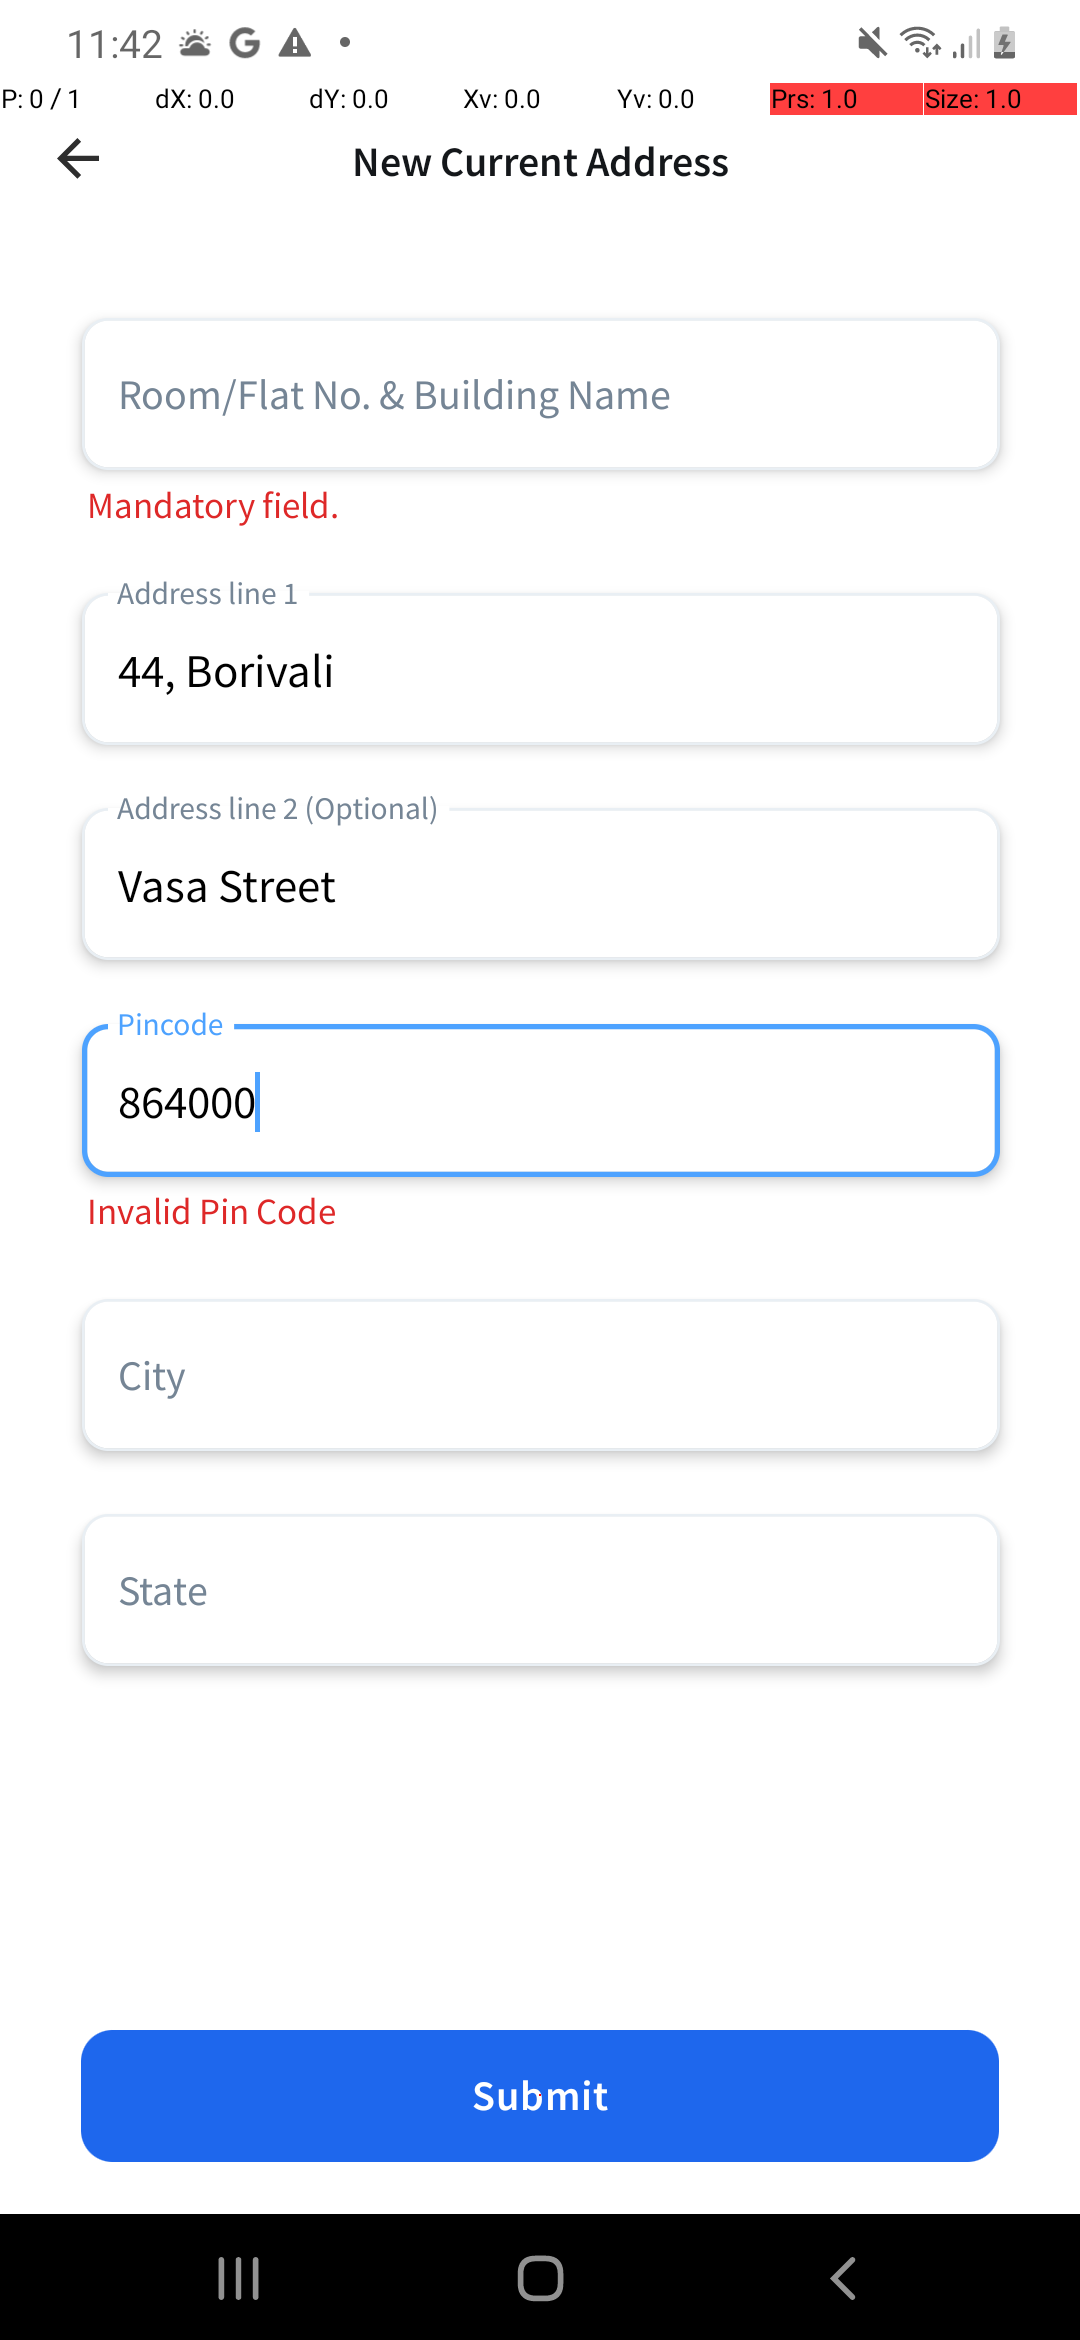 11:42
P: 0 / 1 dX: 0.0 dY: 0.0 Xv: 0.0 Yv: 0.0 Prs: 1.0 Size: 1.0
New Current Address
Room/Flat No. & Building Name
Mandatory field.
Address line 1
44, Borivali
Address line 2 (Optional)
Vasa Street
Pincode
864000
Invalid Pin Code
City
State
Submit